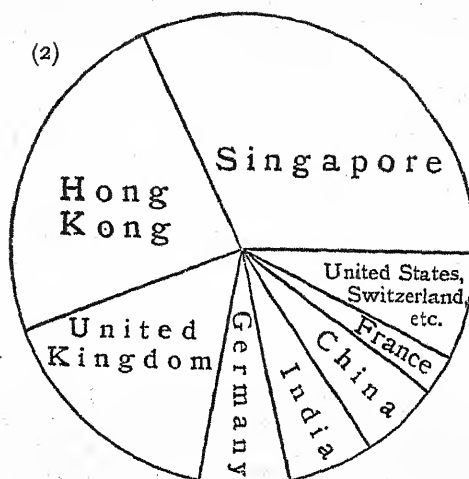 (2)
Singapore
Hong
Kong
United States,
Switzerland,
etc.
France
China
India
Germany
United
Kingdom